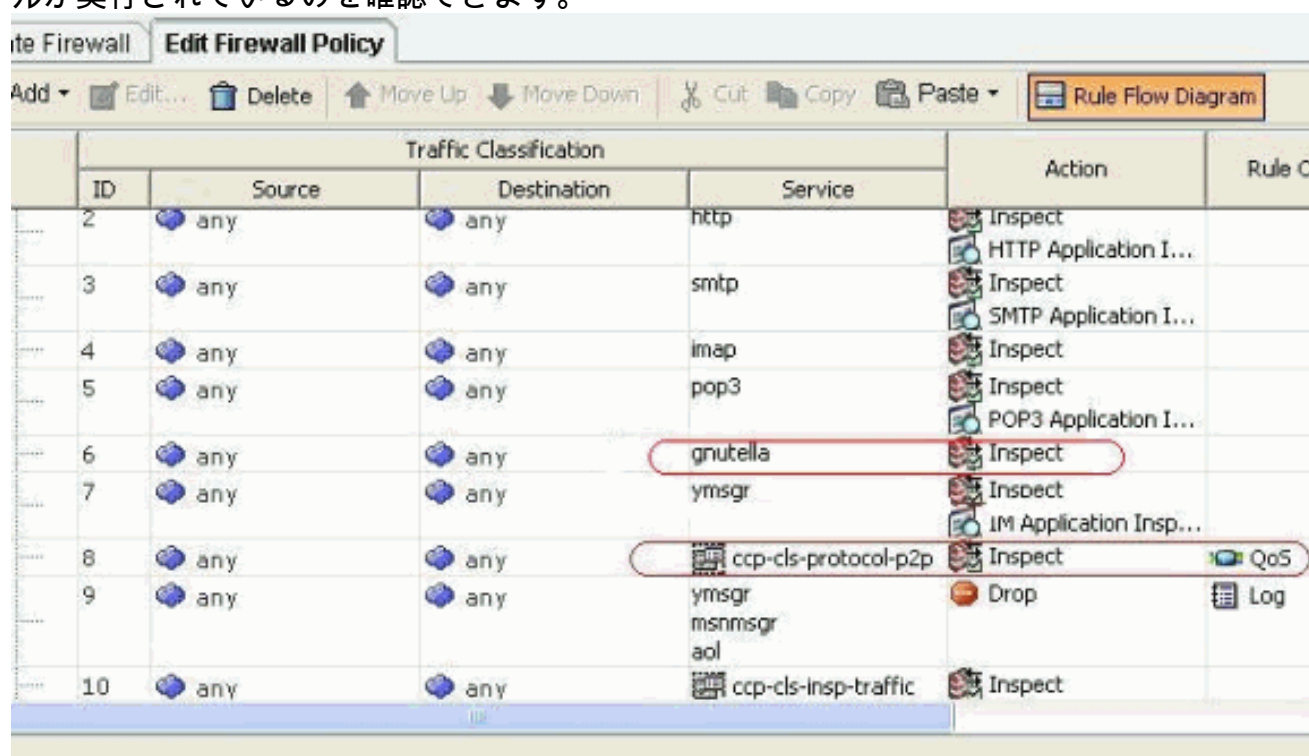 ルが実行されているのを確認できます。
te Firewall Edit Firewall Policy
Add Edit... Delete Move Up Move Down Cut Copy Paste Rule Flow Diagram
Traffic Classification
ID Source Destination Service Action Rule O
2 any any http Inspect
HTTP Application I...
3 any any smtp Inspect
SMTP Application I...
4 any any imap Inspect
5 any any pop3 Inspect
POP3 Application I...
6 any any gnutella Inspect
7 any any ymsgr Inspect
IM Application Insp...
8 any any ccp-cls-protocol-p2p Inspect QoS
9 any any ymsgr Drop Log
msnmsgr
aol
10 any any ccp-cls-insp-traffic Inspect